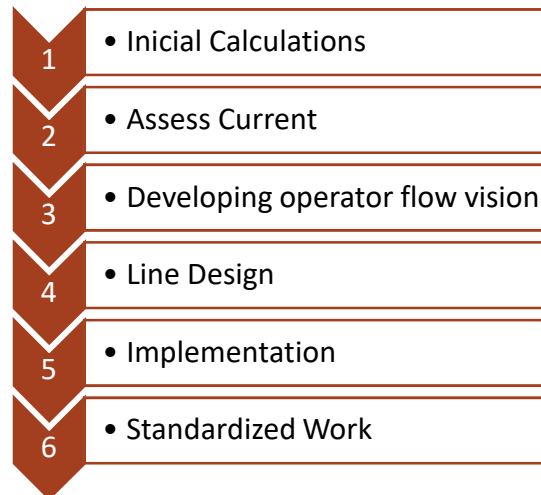 1
• Inicial Calculations
2
• Assess Current
3
• Developing operator flow vision
4
• Line Design
5
• Implementation
6
• Standardized Work